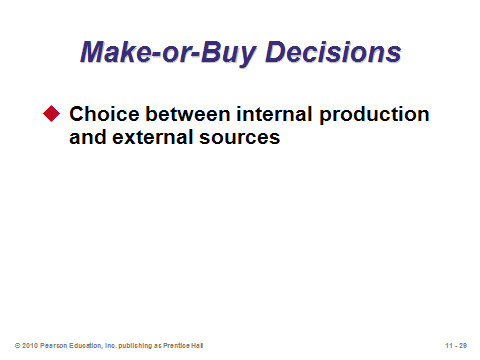 Make-or-Buy Decisions
Choice between internal production
and external sources
© 2010 Pearson Education, Inc. publishing as Prentice Hall
11 - 29